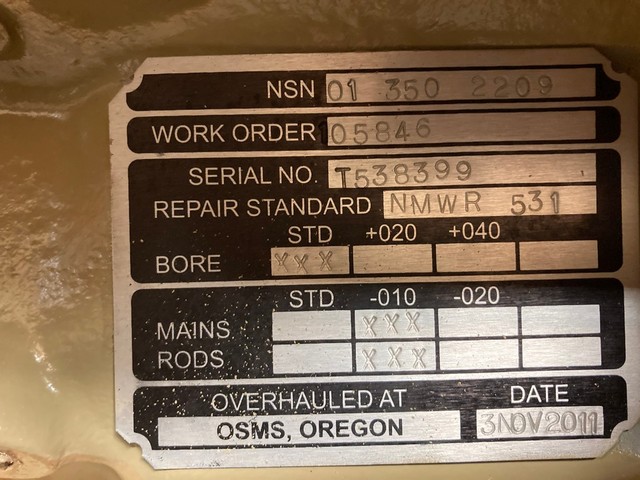 NSN 01 350 2209
WORK ORDER 05846
SERIAL NO. T538399
REPAIR STANDARD NMWR 531
STD +020 +040
BORE XXX
STD -010 -020
MAINS XXX
RODS XXX
OVERHAULED AT DATE
OSMS, OREGON 3NOV2011